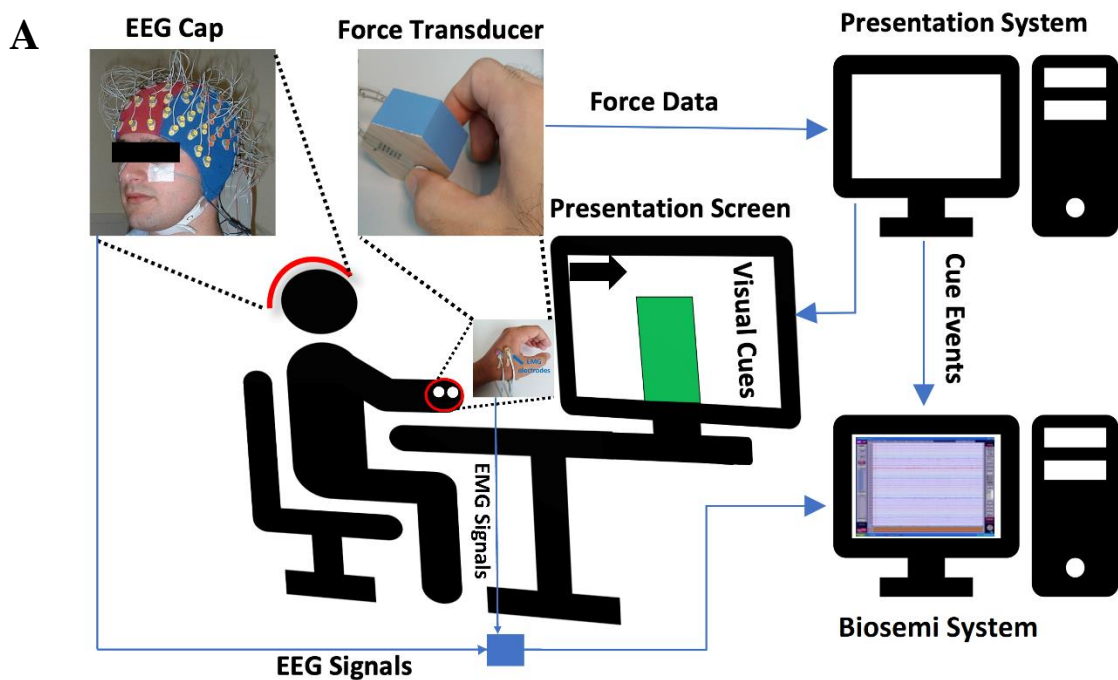 A
EEG Cap
Force Transducer
Presentation System
Force Data
Presentation Screen
Visual Cues
Cue Events
EMG
electrodes
EMG Signals
EEG Signals
Biosemi System